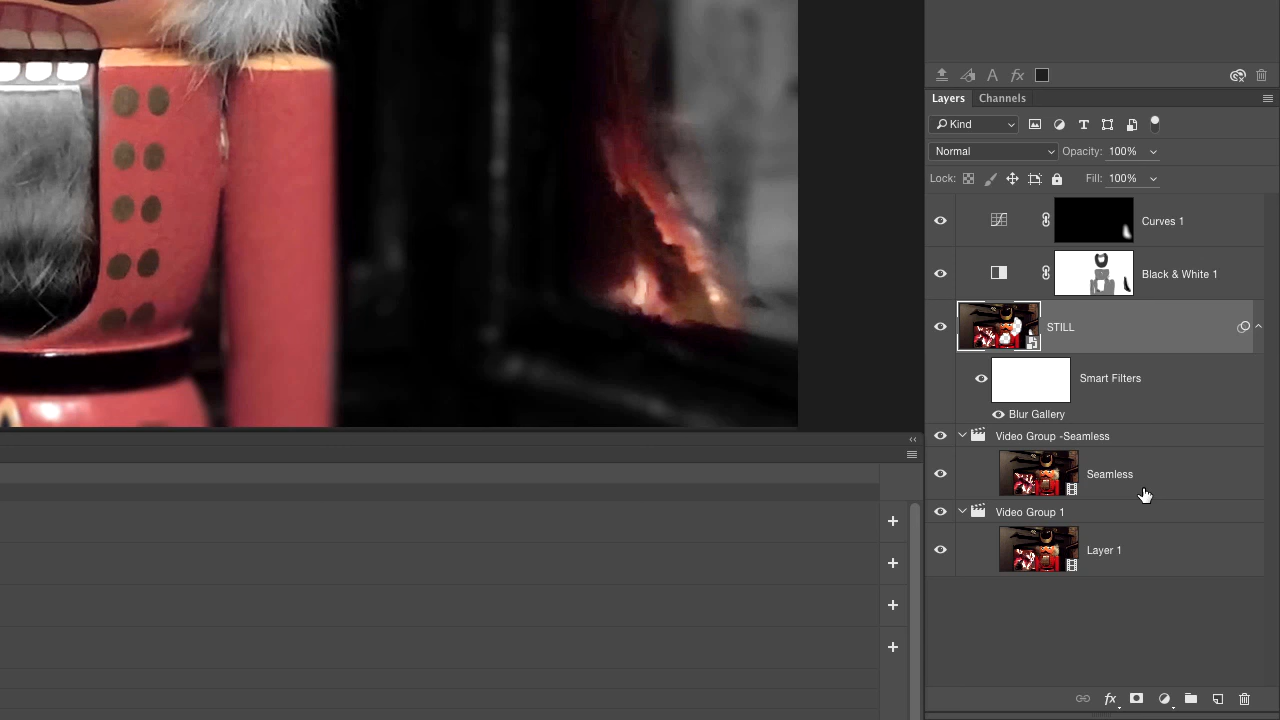 Layers Channels
Kind
Normal Opacity: 100%
Lock: Fill: 100%
Curves 1
Black & White 1
STILL
Smart Filters
Blur Gallery
Video Group -Seamless
Seamless
Video Group 1
Layer 1
fx